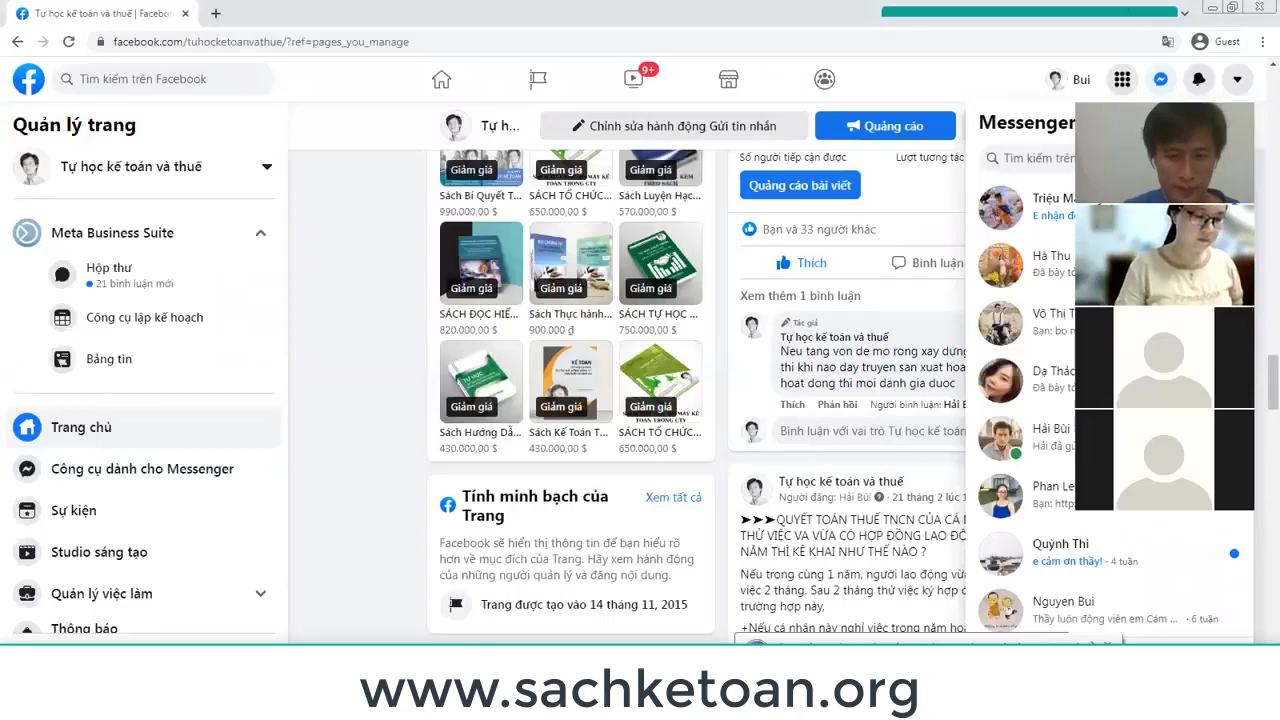 Tự học kế toán và thuế | Faceboo
facebook.com/tuhocketoanvathue/?ref=pages_you_manage
Guest
Tìm kiếm trên Facebook
9+
Bui
Quản lý trang
Tự học kế toán và thuế
Meta Business Suite
Hộp thư
21 bình luận mới
Công cụ lập kế hoạch
Bảng tin
Trang chủ
Công cụ dành cho Messenger
Sự kiện
Studio sáng tạo
Quản lý việc làm
Thông báo
Tự h...
Chỉnh sửa hành động Gửi tin nhắn
Quảng cáo
Giảm giá
Giảm giá
Giảm giá
Sách Bí Quyết T...
SÁCH TỔ CHỨC...
Sách Luyện Hạc...
990.000,00 $
650.000,00 $
570.000,00 $
Giảm giá
Giảm giá
Giảm giá
SÁCH ĐỌC HIỂ...
Sách Thực hành...
SÁCH TỰ HỌC ...
820.000,00 $
900.000 ₫
750.000,00 $
Giảm giá
Giảm giá
Giảm giá
Sách Hướng Dẫ...
Sách Kế Toán T...
SÁCH TỔ CHỨC...
430.000,00 $
430.000,00 $
650.000,00 $
Tính minh bạch của
Trang
Xem tất cả
Facebook sẽ hiển thị thông tin để bạn hiểu rõ
hơn về mục đích của Trang. Hãy xem hành động
của những người quản lý và đăng nội dung.
Trang được tạo vào 14 tháng 11, 2015
Số người tiếp cận được
Lượt tương tác
Quảng cáo bài viết
Bạn và 33 người khác
Thích
Bình luận
Xem thêm 1 bình luận
Tác giả
Tự học kế toán và thuế
Neu tang von de mo rong xay dựng
thi khi nao day truyen san xuat hoa
hoat dong thi moi danh gia duoc
Thích Phản hồi Người bình luận: Hải B
Bình luận với vai trò Tự học kế toán
Tự học kế toán và thuế
Người đăng: Hải Bùi · 21 tháng 2 lúc 1
➤➤➤QUYẾT TOÁN THUẾ TNCN CỦA CÁ N
THỬ VIỆC VÀ VỪA CÓ HỢP ĐỒNG LAO ĐỘ
NĂM THÌ KÊ KHAI NHƯ THẾ NÀO ?
Nếu trong cùng 1 năm, người lao động vừa
việc 2 tháng. Sau 2 tháng thử việc ký hợp đ
trường hợp này,
+Nếu cá nhân này nghỉ việc trong năm hoặ
Messenger
Tìm kiếm trên
Triệu M
E nhận đ
Hà Thu
Đã bày tỏ
Võ Thị T
Bạn: bo m
Dạ Thảo
Đã bày tỏ
Hải Bùi
Hải đã gử
Phan Le
Bạn: http
Quỳnh Thi
e cảm ơn thầy! · 4 tuần
Nguyen Bui
Thầy luôn động viên em Cám ... · 6 tuần
www.sachketoan.org